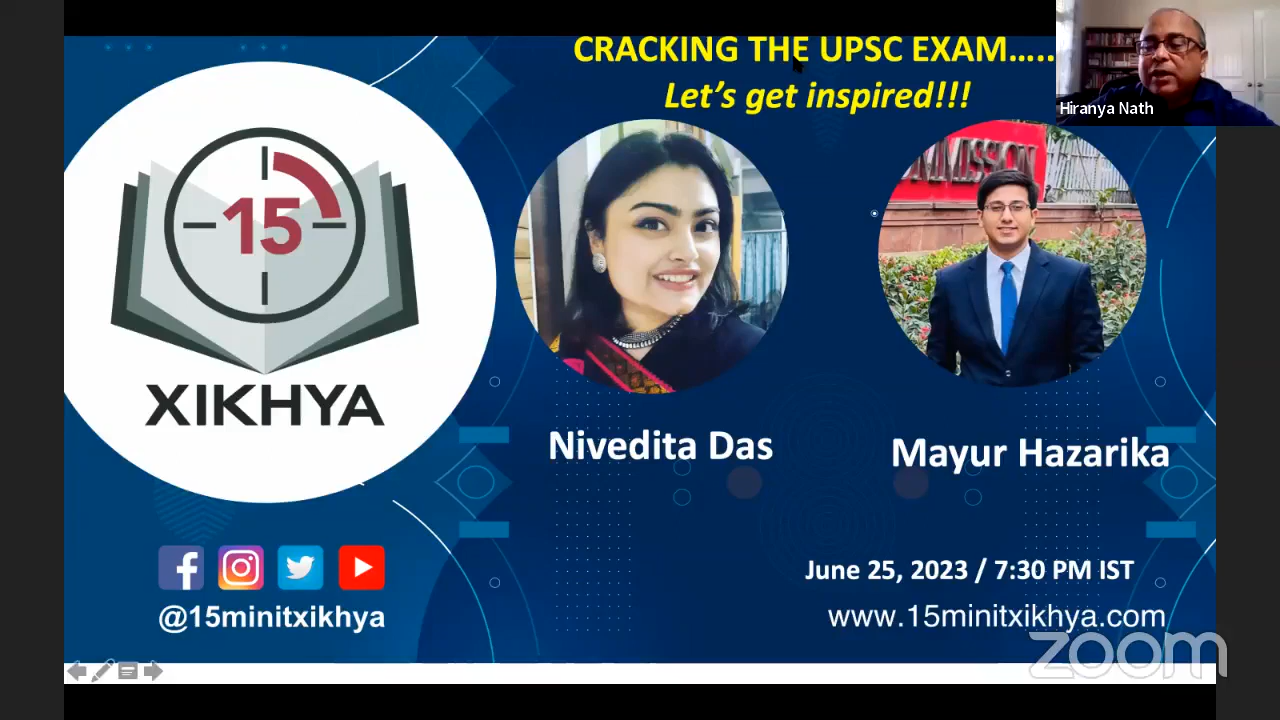 CRACKING THE UPSC EXAM.....
Let's get inspired!!!
Hiranya Nath
MMISSION
15
XIKHYA
Nivedita Das
Mayur Hazarika
@15minitxikhya
June 25, 2023 / 7:30 PM IST
www.15minitxikhya.com
zoom